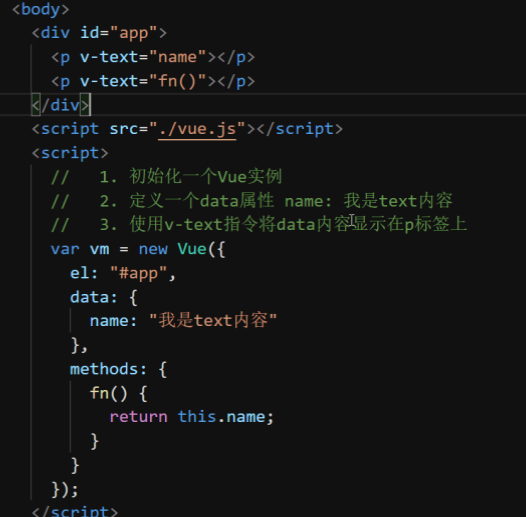 <body>
<div id="app">
<p v-text="name"></p>
<p v-text="fn()"></p>
</div>
<script src="./vue.js"></script>
<script>
// 1. 初始化一个Vue实例
// 2. 定义一个data属性 name: 我是text内容
// 3. 使用v-text指令将data内容显示在p标签上
var vm = new Vue({
el: "#app",
data: {
name: "我是text内容"
},
methods: {
fn() {
return this.name;
}
}
});
</script>